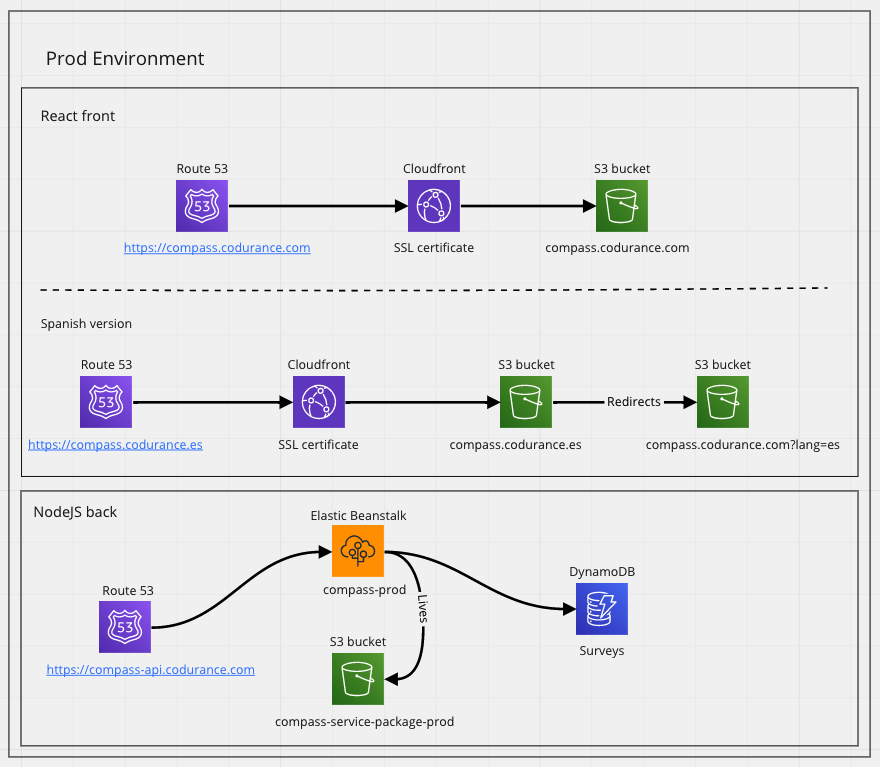 Prod Environment
React front
Route 53
Cloudfront
S3 bucket
53
https://compass.codurance.com
SSL certificate
compass.codurance.com
Spanish version
Route 53
Cloudfront
S3 bucket
S3 bucket
53
Redirects
https://compass.codurance.es
SSL certificate
compass.codurance.es
compass.codurance.com?lang=es
NodeJS back
Elastic Beanstalk
compass-prod
Route 53
53
https://compass-api.codurance.com
Lives
S3 bucket
compass-service-package-prod
DynamoDB
Surveys